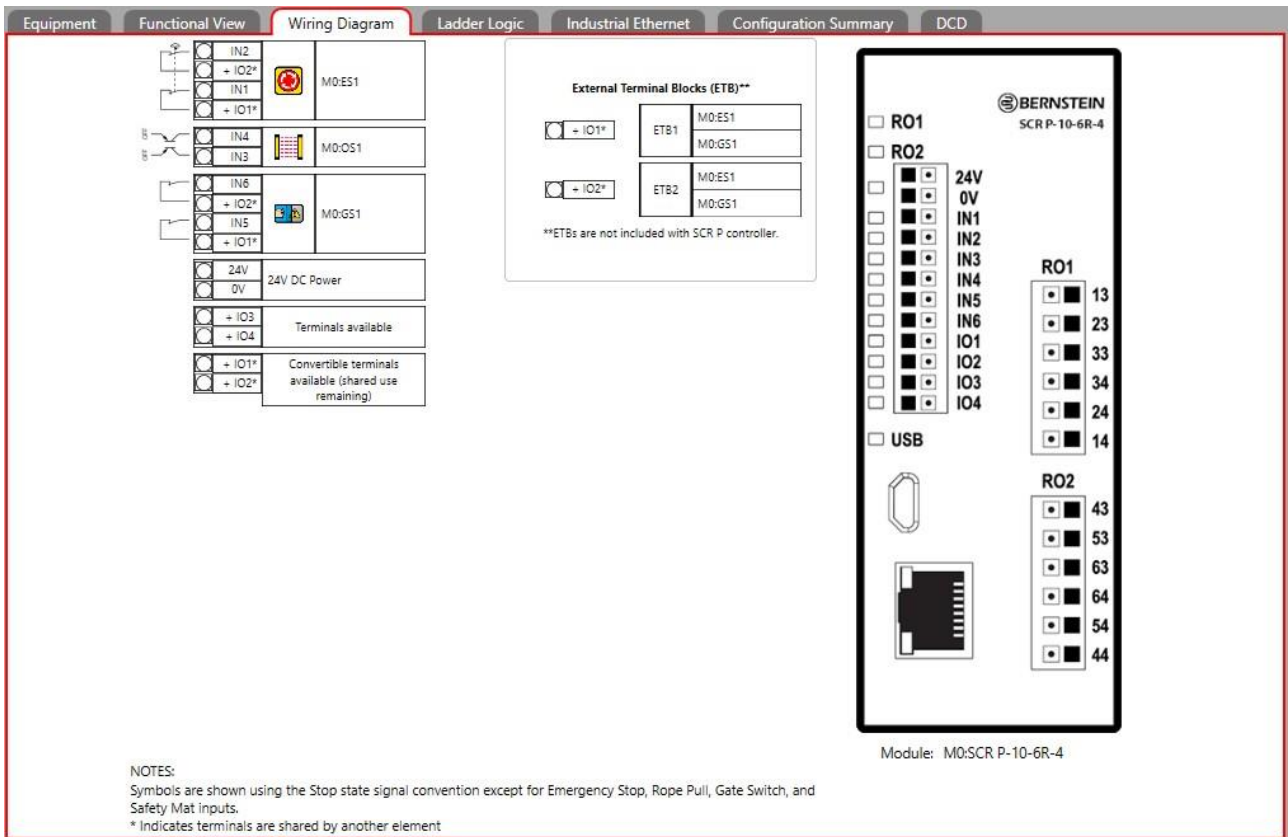 Equipment
Functional View
Wiring Diagram
Ladder Logic
Industrial Ethernet
Configuration Summary
DCD
IN2
+ IO2*
IN1
+ IO1*
M0:ES1
IN4
IN3
M0:OS1
IN6
+ IO2*
IN5
+ IO1*
M0:GS1
24V
0V
24V DC Power
+ IO3
+ IO4
Terminals available
+ IO1*
+ IO2*
Convertible terminals
available (shared use
remaining)
External Terminal Blocks (ETB)**
+ IO1*
ETB1
M0:ES1
M0:GS1
+ IO2*
ETB2
M0:ES1
M0:GS1
**ETBs are not included with SCR P controller.
BERNSTEIN
SCR P-10-6R-4
RO1
RO2
24V
0V
IN1
IN2
IN3
IN4
IN5
IN6
IO1
IO2
IO3
IO4
USB
RO1
13
23
33
34
24
14
RO2
43
53
63
64
54
44
Module: M0:SCR P-10-6R-4
NOTES:
Symbols are shown using the Stop state signal convention except for Emergency Stop, Rope Pull, Gate Switch, and
Safety Mat inputs.
* Indicates terminals are shared by another element